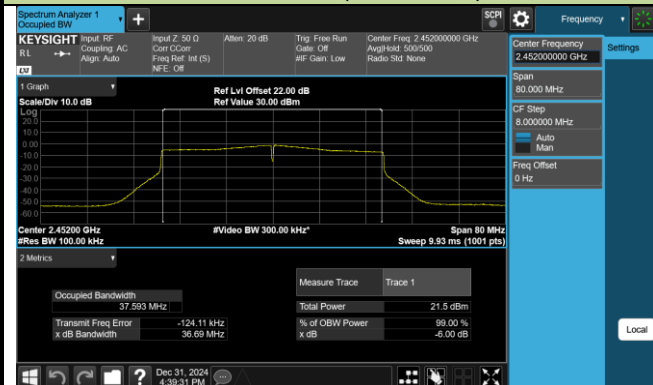 Spectrum Analyzer 1
Occupied BW
SCPI
Frequency
KEYSIGHT
Input: RF
Input Z: 50 Ω
Atten: 20 dB
Trig: Free Run
Center Freq: 2.452000000 GHz
RL
Coupling: AC
Corr CCorr
Gate: Off
Avg|Hold: 500/500
Align: Auto
Freq Ref: Int (S)
#IF Gain: Low
Radio Std: None
NFE: Off
LXI
Center Frequency
2.452000000 GHz
Settings
Span
80.000 MHz
CF Step
8.000000 MHz
Auto
Man
Freq Offset
0 Hz
1 Graph
Ref Lvl Offset 22.00 dB
Scale/Div 10.0 dB
Ref Value 30.00 dBm
Log
20.0
10.0
0.00
-10.0
-20.0
-30.0
-40.0
-50.0
-60.0
Center 2.45200 GHz
#Video BW 300.00 kHz*
Span 80 MHz
#Res BW 100.00 kHz
Sweep 9.93 ms (1001 pts)
2 Metrics
Measure Trace
Trace 1
Occupied Bandwidth
37.593 MHz
Total Power
21.5 dBm
Transmit Freq Error
-124.11 kHz
% of OBW Power
99.00 %
x dB Bandwidth
36.69 MHz
x dB
-6.00 dB
Local
?
Dec 31, 2024
4:39:31 PM